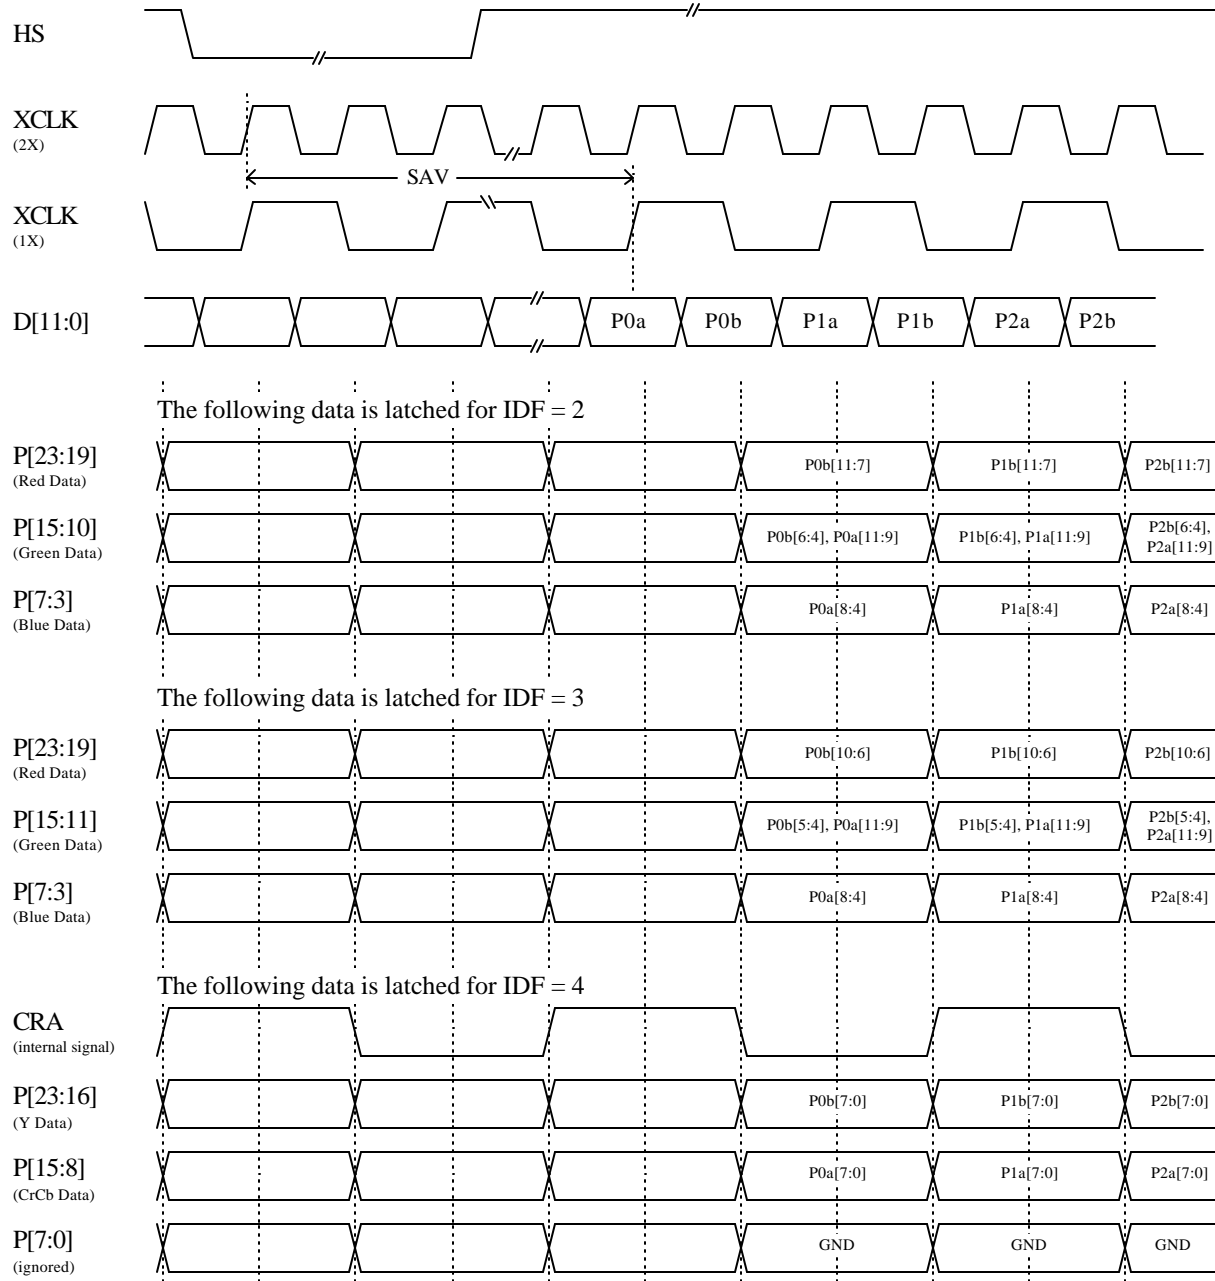 HS
XCLK
(2X)
SAV
XCLK
(1X)
D[11:0]
P0a P0b P1a P1b P2a P2b
The following data is latched for IDF = 2
P[23:19]
(Red Data)
P0b[11:7] P1b[11:7] P2b[11:7]
P[15:10]
(Green Data)
P0b[6:4], P0a[11:9] P1b[6:4], P1a[11:9] P2b[6:4],
P2a[11:9]
P[7:3]
(Blue Data)
P0a[8:4] P1a[8:4] P2a[8:4]
The following data is latched for IDF = 3
P[23:19]
(Red Data)
P0b[10:6] P1b[10:6] P2b[10:6]
P[15:11]
(Green Data)
P0b[5:4], P0a[11:9] P1b[5:4], P1a[11:9] P2b[5:4],
P2a[11:9]
P[7:3]
(Blue Data)
P0a[8:4] P1a[8:4] P2a[8:4]
The following data is latched for IDF = 4
CRA
(internal signal)
P[23:16]
(Y Data)
P0b[7:0] P1b[7:0] P2b[7:0]
P[15:8]
(CrCb Data)
P0a[7:0] P1a[7:0] P2a[7:0]
P[7:0]
(ignored)
GND GND GND